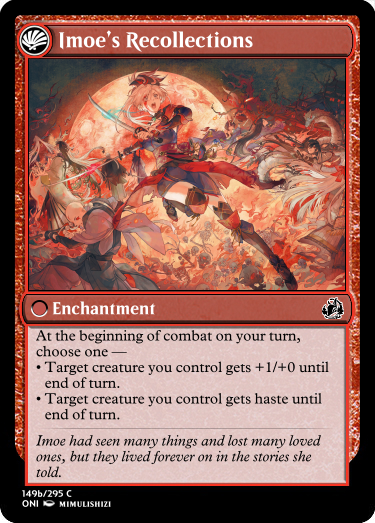 Imoe's Recollections
Enchantment
At the beginning of combat on your turn,
choose one —
• Target creature you control gets +1/+0 until
end of turn.
• Target creature you control gets haste until
end of turn.
Imoe had seen many things and lost many loved
ones, but they lived forever on in the stories she
told.
149b/295 C
ONI MIMULISHIZI